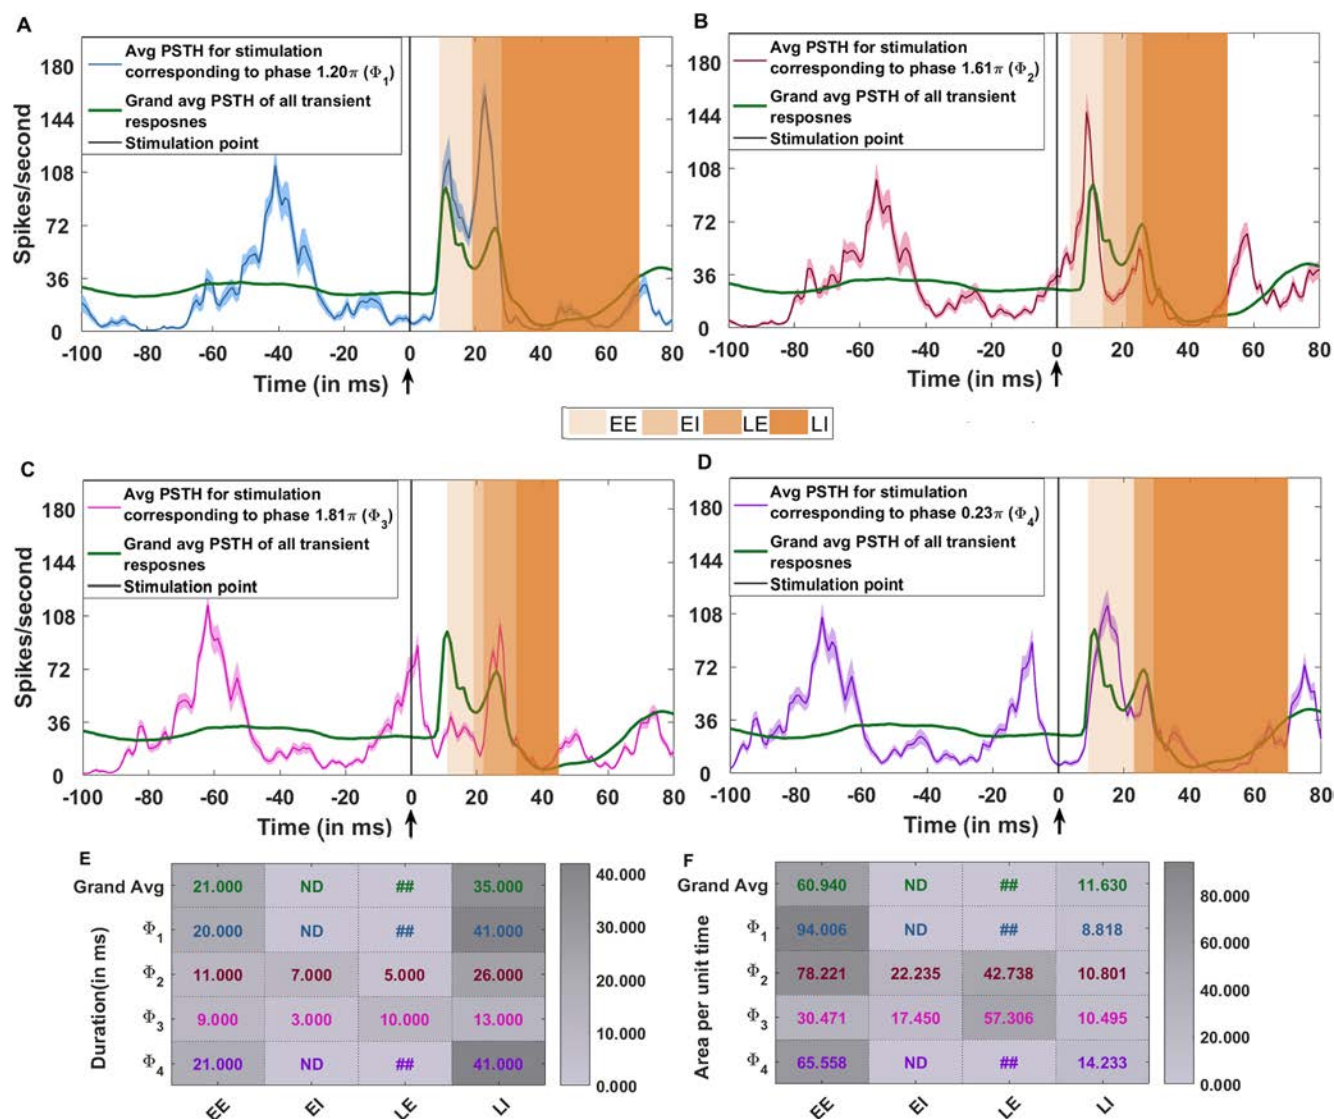 A
Avg PSTH for stimulation
corresponding to phase 1.20π (Φ1)
Grand avg PSTH of all transient
resposnes
Stimulation point
Spikes/second
180
144
108
72
36
0
-100 -80 -60 -40 -20 0 20 40 60 80
Time (in ms)
B
Avg PSTH for stimulation
corresponding to phase 1.61π (Φ2)
Grand avg PSTH of all transient
resposnes
Stimulation point
180
144
108
72
36
0
-100 -80 -60 -40 -20 0 20 40 60 80
Time (in ms)
EE EI LE LI
C
Avg PSTH for stimulation
corresponding to phase 1.81π (Φ3)
Grand avg PSTH of all transient
resposnes
Stimulation point
Spikes/second
180
144
108
72
36
0
-100 -80 -60 -40 -20 0 20 40 60 80
Time (in ms)
D
Avg PSTH for stimulation
corresponding to phase 0.23π (Φ4)
Grand avg PSTH of all transient
resposnes
Stimulation point
180
144
108
72
36
0
-100 -80 -60 -40 -20 0 20 40 60 80
Time (in ms)
E
Duration(in ms)
Grand Avg 21.000 ND ## 35.000
Φ1 20.000 ND ## 41.000
Φ2 11.000 7.000 5.000 26.000
Φ3 9.000 3.000 10.000 13.000
Φ4 21.000 ND ## 41.000
EE EI LE LI
40.000
30.000
20.000
10.000
0.000
F
Area per unit time
Grand Avg 60.940 ND ## 11.630
Φ1 94.006 ND ## 8.818
Φ2 78.221 22.235 42.738 10.801
Φ3 30.471 17.450 57.306 10.495
Φ4 65.558 ND ## 14.233
EE EI LE LI
80.000
60.000
40.000
20.000
0.000